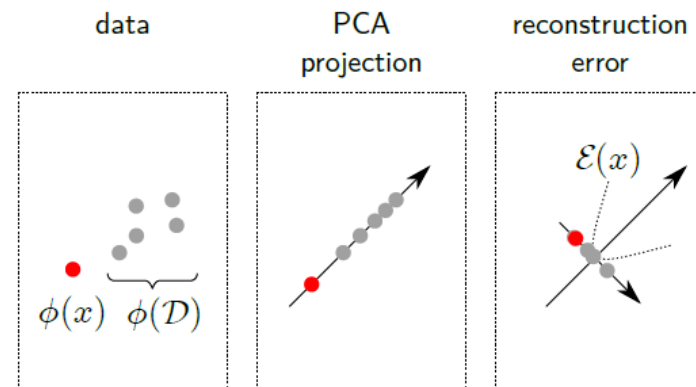 data
PCA
projection
reconstruction
error
ϕ(x)
ϕ(𝒟)
ℰ(x)